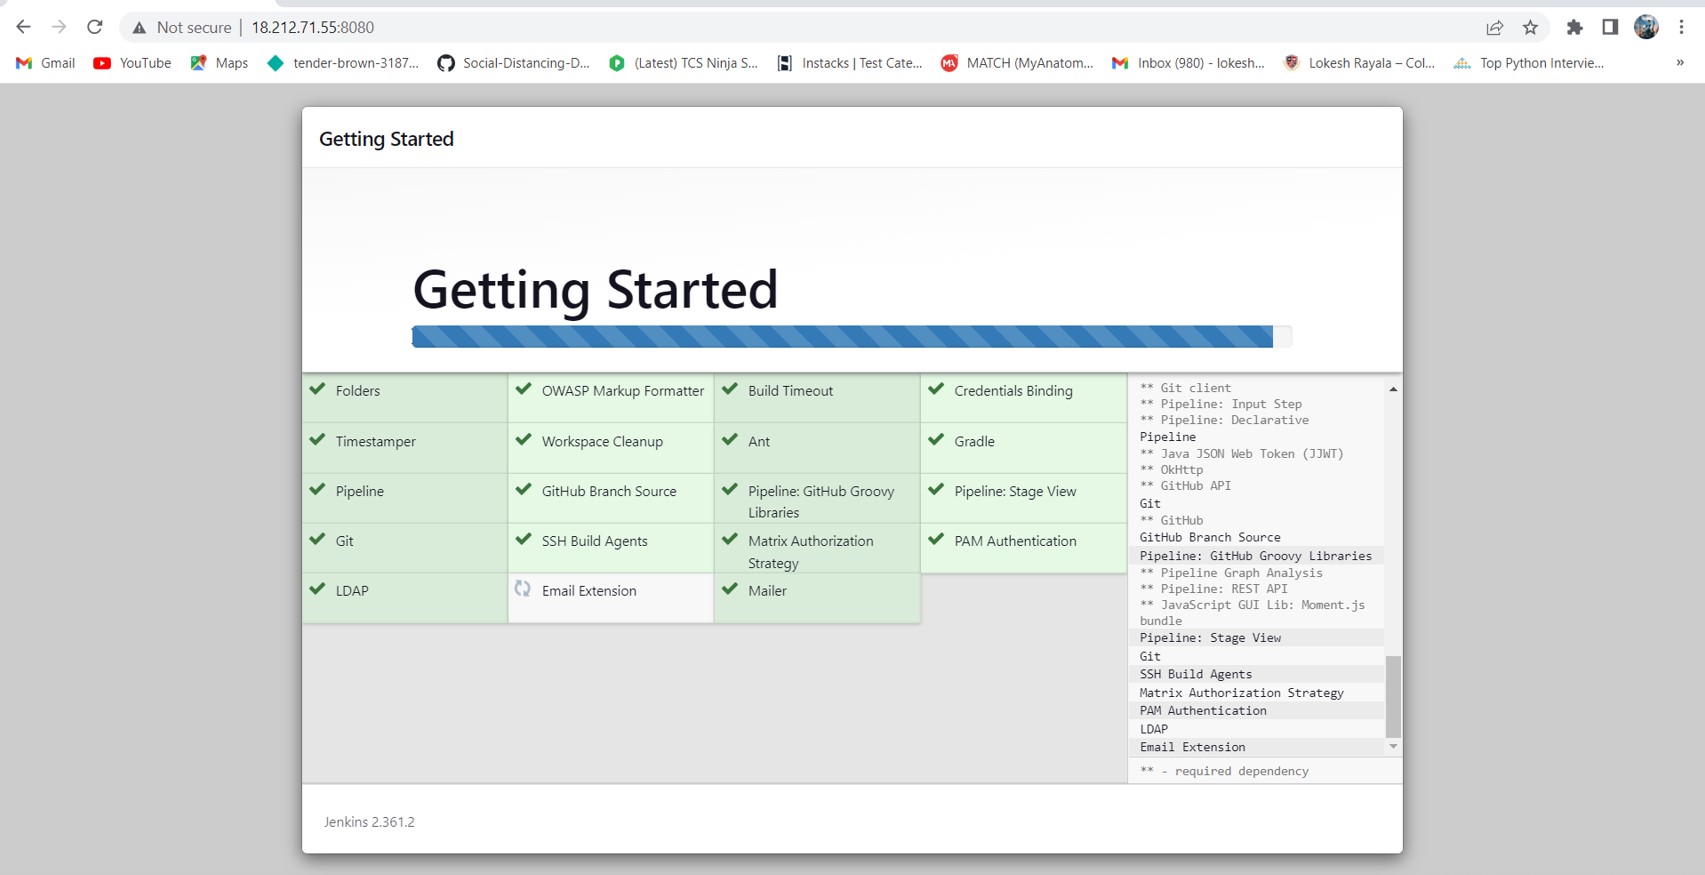 Not secure | 18.212.71.55:8080
Gmail YouTube Maps tender-brown-3187... Social-Distancing-D... (Latest) TCS Ninja S... Instacks | Test Cate... MATCH (MyAnatom... Inbox (980) - lokesh... Lokesh Rayala – Col... Top Python Intervie... »
Getting Started
Getting Started
Folders OWASP Markup Formatter Build Timeout Credentials Binding
Timestamper Workspace Cleanup Ant Gradle
Pipeline GitHub Branch Source Pipeline: GitHub Groovy Libraries Pipeline: Stage View
Git SSH Build Agents Matrix Authorization Strategy PAM Authentication
LDAP Email Extension Mailer
** Git client
** Pipeline: Input Step
** Pipeline: Declarative
Pipeline
** Java JSON Web Token (JJWT)
** OkHttp
** GitHub API
Git
** GitHub
GitHub Branch Source
Pipeline: GitHub Groovy Libraries
** Pipeline Graph Analysis
** Pipeline: REST API
** JavaScript GUI Lib: Moment.js
bundle
Pipeline: Stage View
Git
SSH Build Agents
Matrix Authorization Strategy
PAM Authentication
LDAP
Email Extension
** - required dependency
Jenkins 2.361.2